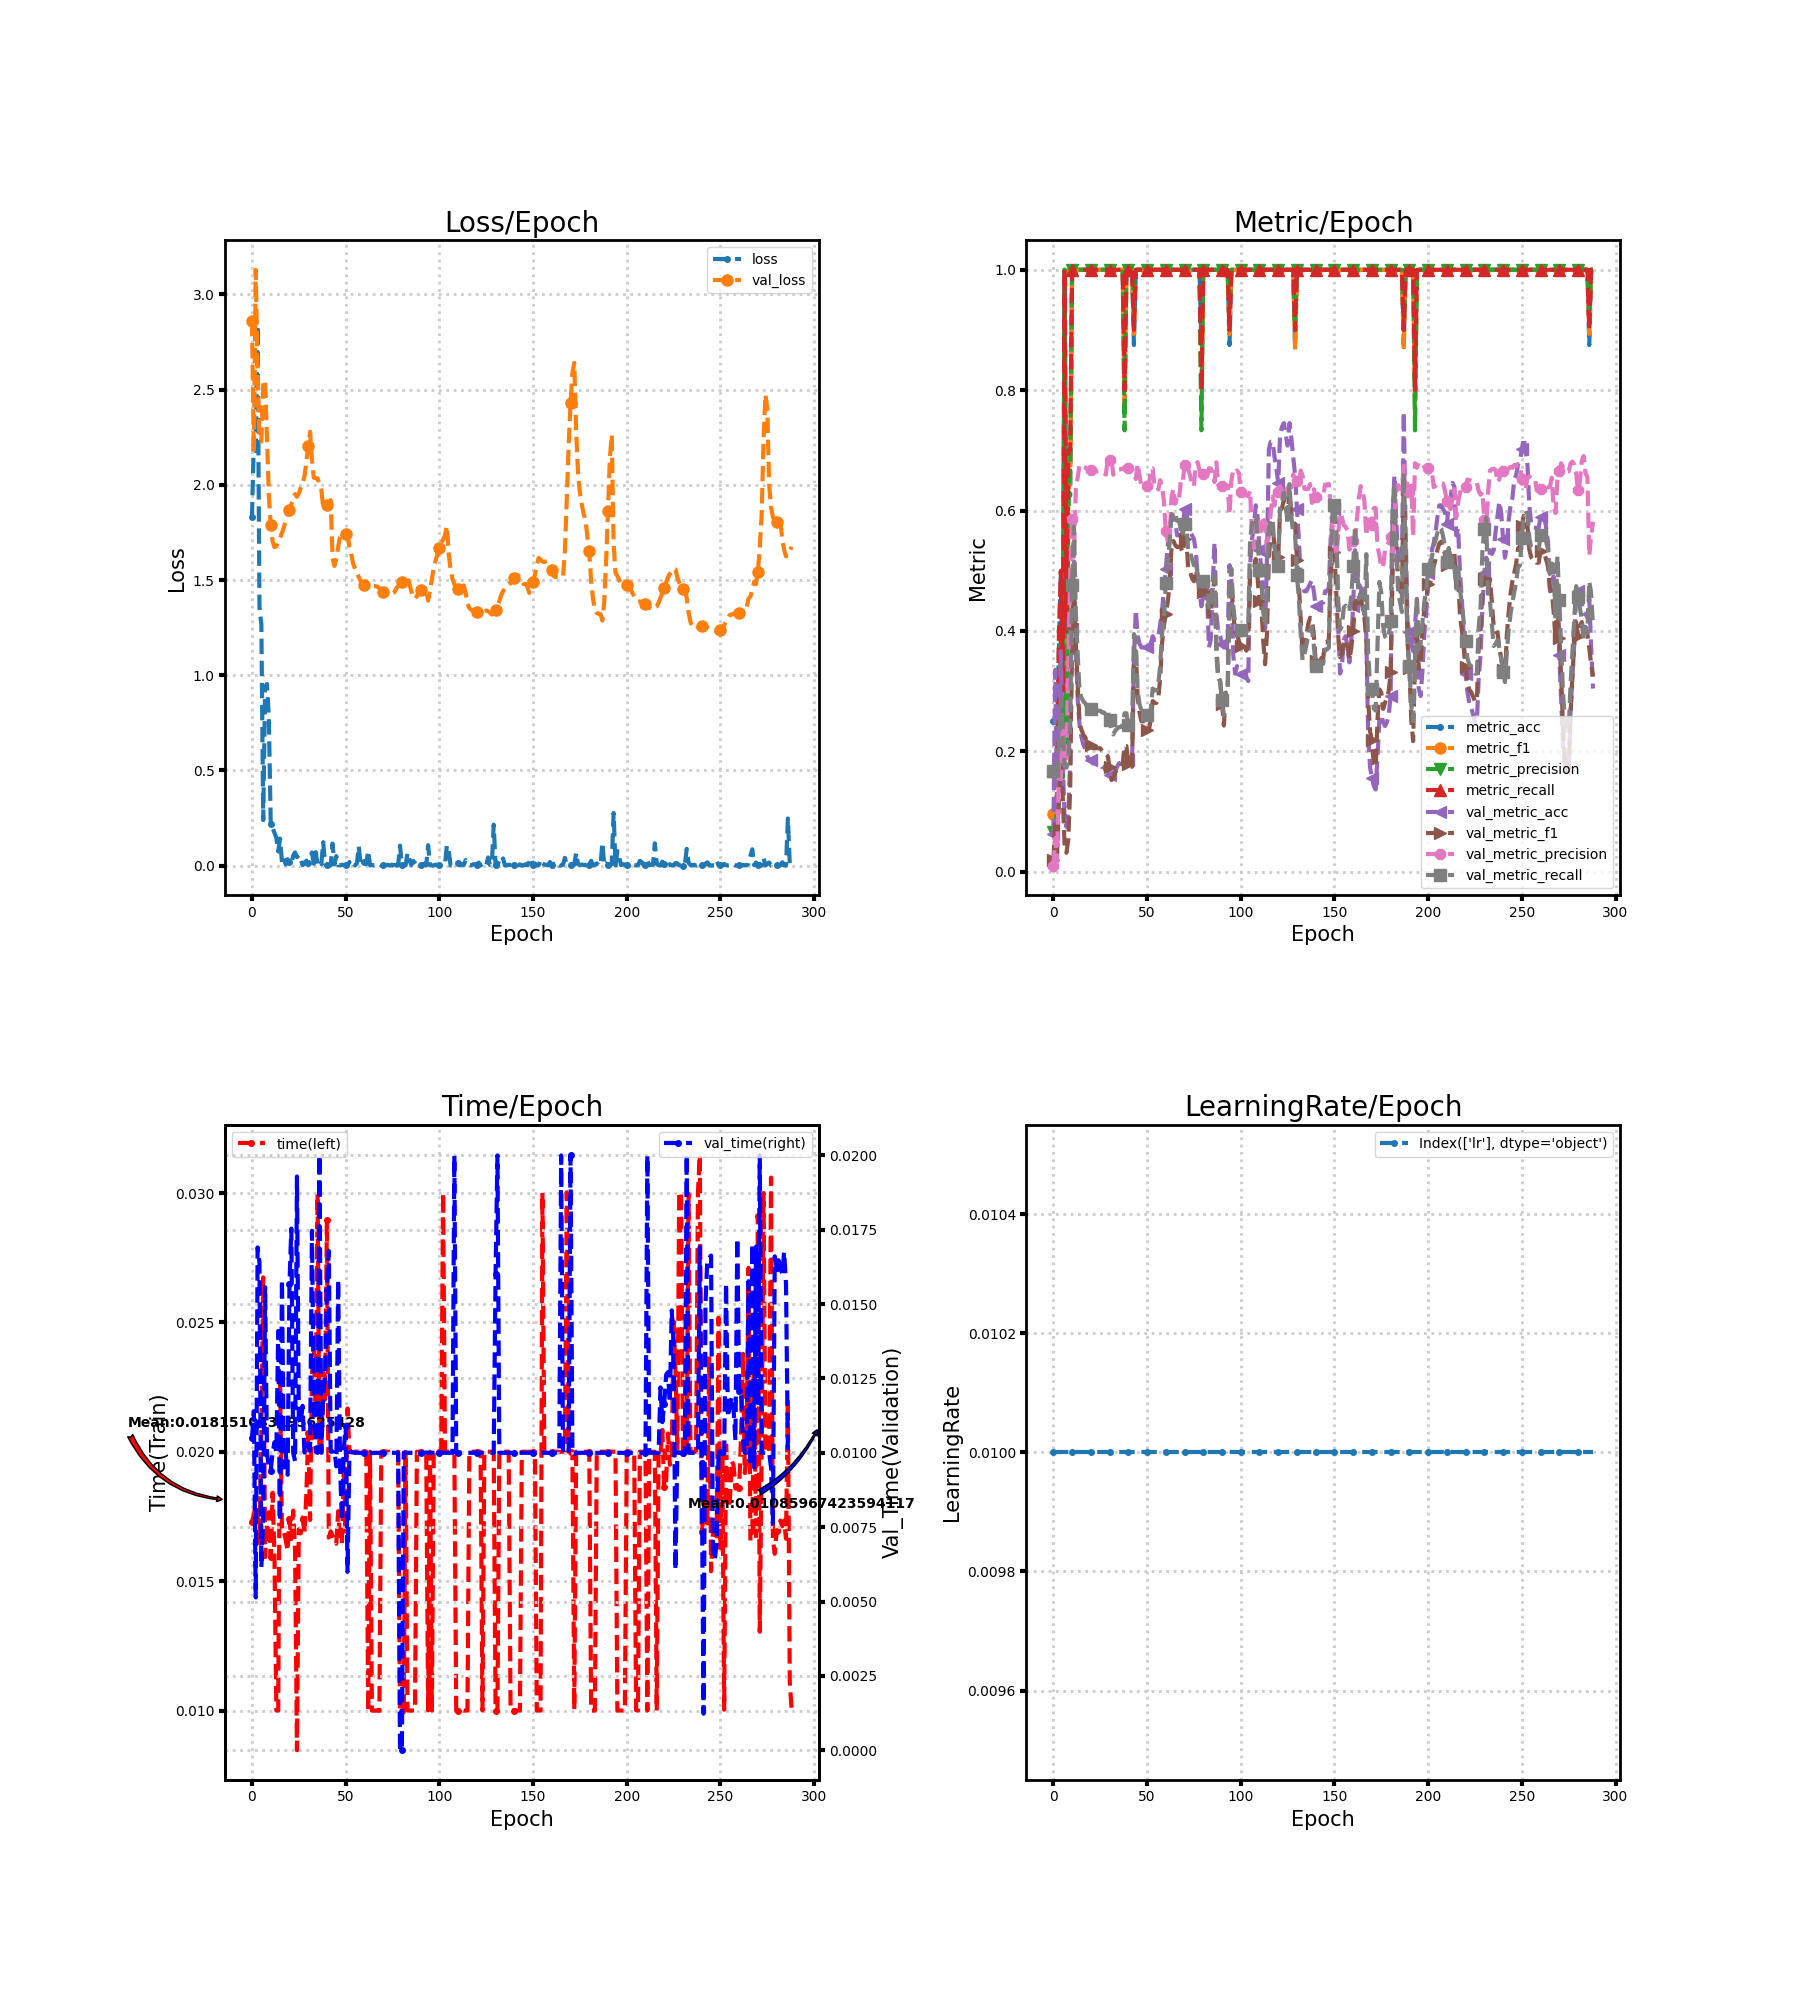 Loss/Epoch
loss
val_loss
3.0
2.5
2.0
1.5
1.0
0.5
0.0
Loss
0
50
100
150
200
250
300
Epoch
Metric/Epoch
1.0
0.8
0.6
0.4
0.2
0.0
Metric
metric_acc
metric_f1
metric_precision
metric_recall
val_metric_acc
val_metric_f1
val_metric_precision
val_metric_recall
0
50
100
150
200
250
300
Epoch
Time/Epoch
time(left)
val_time(right)
0.030
0.025
0.020
0.015
0.010
Time(Train)
0.0200
0.0175
0.0150
0.0125
0.0100
0.0075
0.0050
0.0025
0.0000
Val_Time(Validation)
Mean:0.01085967423594117
0
50
100
150
200
250
300
Epoch
LearningRate/Epoch
Index(['lr'], dtype='object')
0.0104
0.0102
0.0100
0.0098
0.0096
LearningRate
0
50
100
150
200
250
300
Epoch